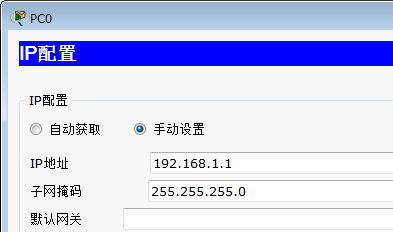 PC0
IP配置
IP配置
自动获取 手动设置
IP地址 192.168.1.1
子网掩码 255.255.255.0
默认网关